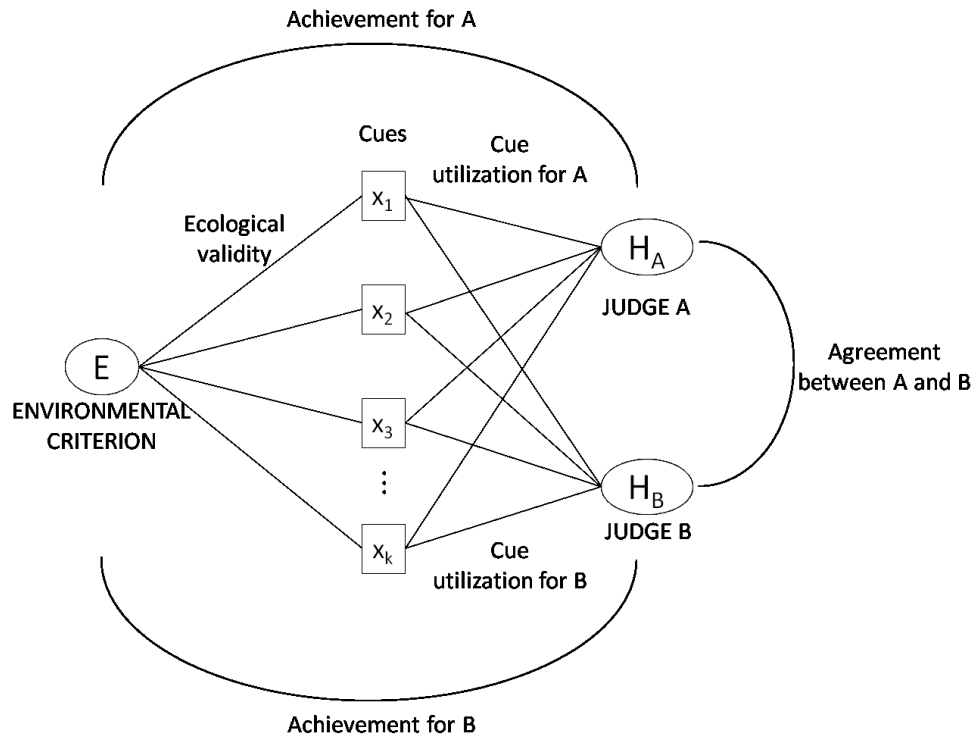 Achievement for A
Cues
Cue
utilization for A
Ecological
validity
x1
HA
JUDGE A
x2
E
ENVIRONMENTAL
CRITERION
Agreement
between A and B
x3
⋮
HB
JUDGE B
xk
Cue
utilization for B
Achievement for B